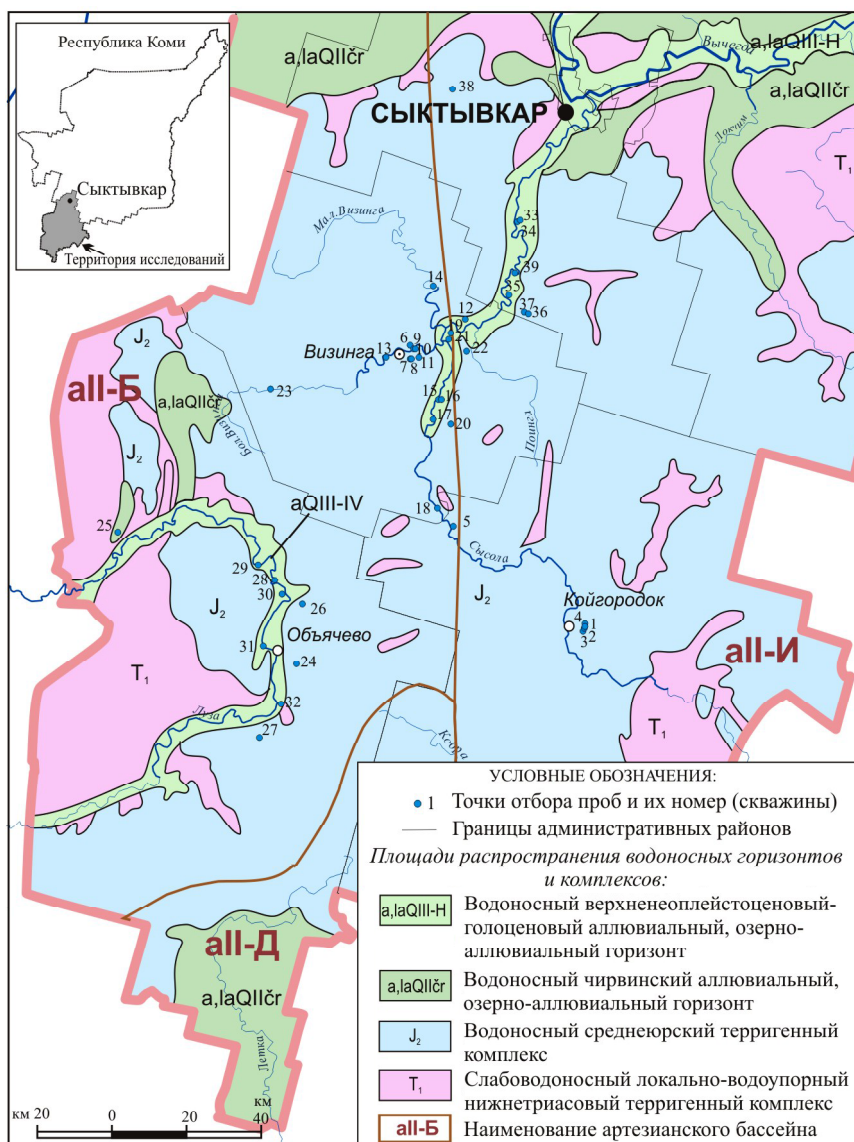 Республика Коми
Сыктывкар
Территория исследований
a,laQIIčr
a,laQIII-H
Вычегда
a,laQIIčr
Локчим
T₁
38
СЫКТЫВКАР
33
34
Мал.Визинга
39
14
35
37
36
12
19
21
22
6
9
10
Визинга
13
7
8
11
J₂
aII-Б
a,laQIIčr
23
15
16
17
20
Бол.Визинга
Поингл
J₂
aQIII-IV
25
18
5
Сысола
29
28
30
26
J₂
J₂
Койгородок
4
1
32
31
Объячево
24
aII-И
T₁
Луза
32
27
Ксора
T₁
aII-Д
a,laQIIčr
Летка
км 20 0 20 40 км
УСЛОВНЫЕ ОБОЗНАЧЕНИЯ:
1 Точки отбора проб и их номер (скважины)
Границы административных районов
Площади распространения водоносных горизонтов
и комплексов:
a,laQIII-H Водоносный верхненеоплейстоценовый-
голоценовый аллювиальный, озерно-
аллювиальный горизонт
a,laQIIčr Водоносный чирвинский аллювиальный,
озерно-аллювиальный горизонт
J₂ Водоносный среднеюрский терригенный
комплекс
T₁ Слабоводоносный локально-водоупорный
нижнетриасовый терригенный комплекс
aII-Б Наименование артезианского бассейна